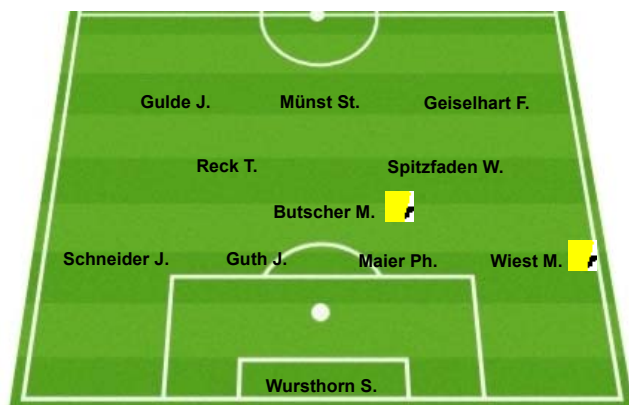 Gulde J. Münst St. Geiselhart F.
Reck T. Spitzfaden W.
Butscher M.
Schneider J. Guth J. Maier Ph. Wiest M.
Wursthorn S.